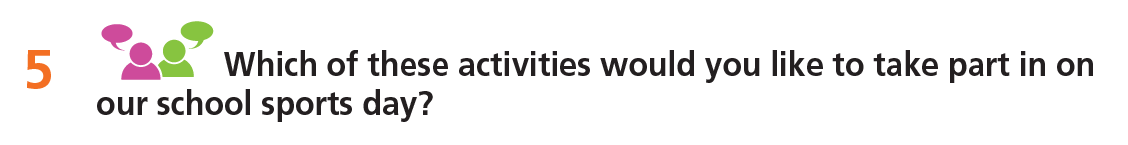 5 Which of these activities would you like to take part in on
our school sports day?